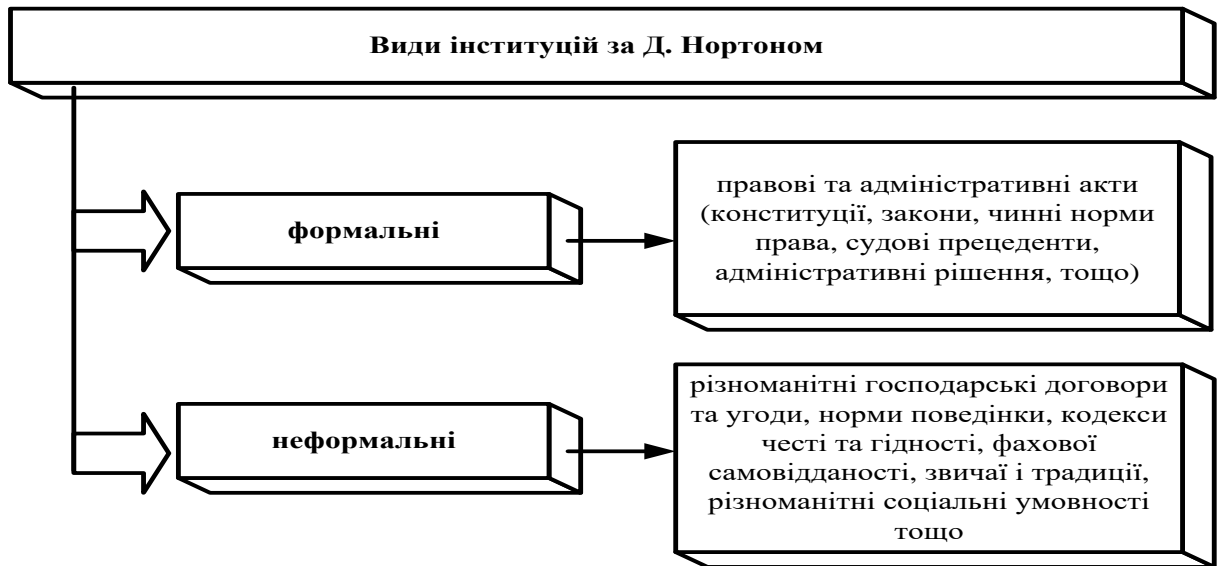 Види інституцій за Д. Нортоном
формальні
правові та адміністративні акти
(конституції, закони, чинні норми
права, судові прецеденти,
адміністративні рішення, тощо)
неформальні
різноманітні господарські договори
та угоди, норми поведінки, кодекси
честі та гідності, фахової
самовідданості, звичаї і традиції,
різноманітні соціальні умовності
тощо